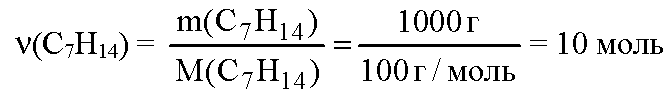 ν(C₇H₁₄) = m(C₇H₁₄) / M(C₇H₁₄) = 1000 г / 100 г / моль = 10 моль